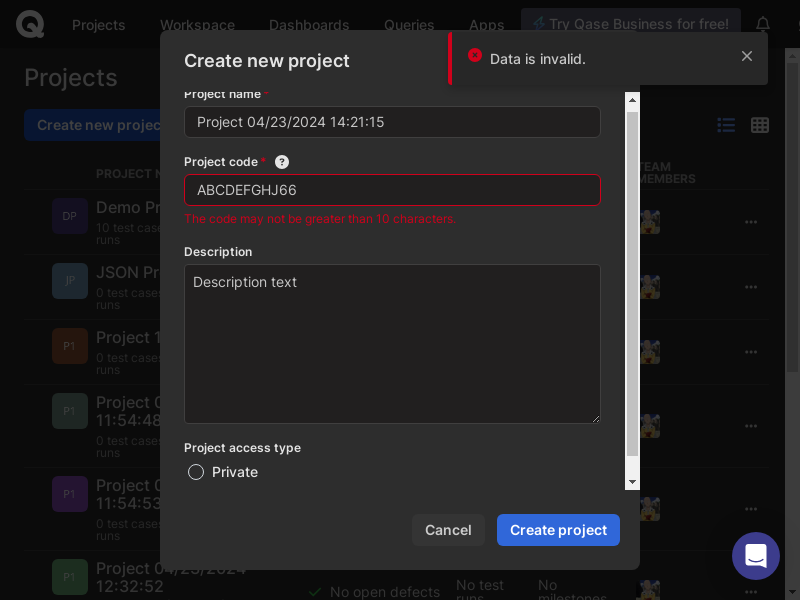 Projects
Workspace
Dashboards
Queries
Apps
Try Qase Business for free!
Data is invalid.
Projects
Create new project
Create new projec
PROJECT N
TEAM
MEMBERS
Project name *
Project 04/23/2024 14:21:15
Project code * ?
ABCDEFGHJ66
The code may not be greater than 10 characters.
Description
Description text
Project access type
Private
Cancel
Create project
DP
Demo Pr
10 test case
runs
JP
JSON Pr
0 test cases
runs
P1
Project 1
0 test cases
runs
P1
Project 0
11:54:48
0 test cases
runs
P1
Project 0
11:54:53
0 test cases
runs
P1
Project 04/23/2024
12:32:52
No open defects
No test
runs
No
milestones